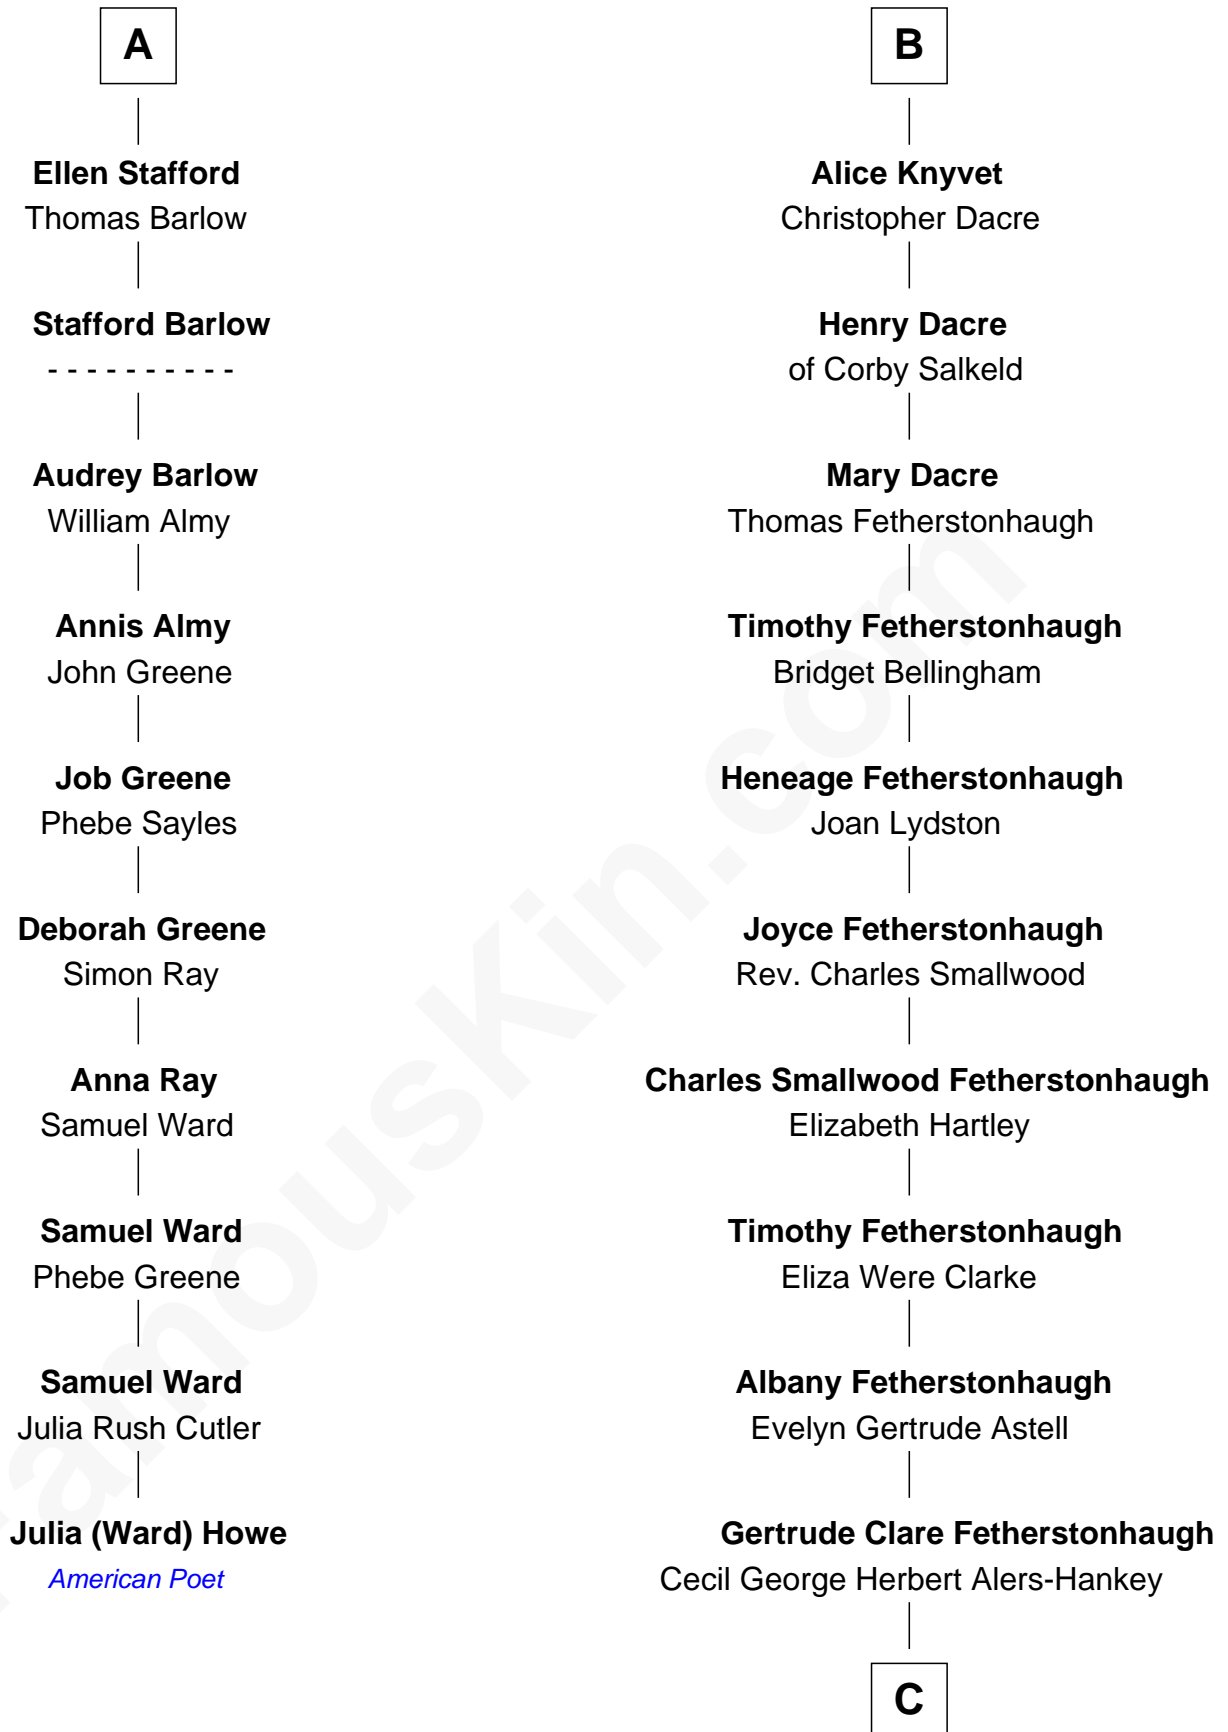 A
Ellen Stafford
Thomas Barlow
Stafford Barlow
- - - - - - - - - -
Audrey Barlow
William Almy
Annis Almy
John Greene
Job Greene
Phebe Sayles
Deborah Greene
Simon Ray
Anna Ray
Samuel Ward
Samuel Ward
Phebe Greene
Samuel Ward
Julia Rush Cutler
Julia (Ward) Howe
American Poet
B
Alice Knyvet
Christopher Dacre
Henry Dacre
of Corby Salkeld
Mary Dacre
Thomas Fetherstonhaugh
Timothy Fetherstonhaugh
Bridget Bellingham
Heneage Fetherstonhaugh
Joan Lydston
Joyce Fetherstonhaugh
Rev. Charles Smallwood
Charles Smallwood Fetherstonhaugh
Elizabeth Hartley
Timothy Fetherstonhaugh
Eliza Were Clarke
Albany Fetherstonhaugh
Evelyn Gertrude Astell
Gertrude Clare Fetherstonhaugh
Cecil George Herbert Alers-Hankey
C
FamousKin.com